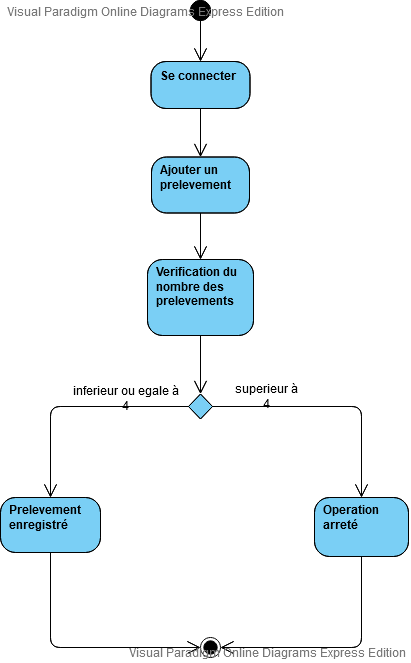 Visual Paradigm Online Diagrams Express Edition
Se connecter
Ajouter un
prelevement
Verification du
nombre des
prelevements
inferieur ou egale à
4
superieur à
4
Prelevement
enregistré
Operation
arreté
Visual Paradigm Online Diagrams Express Edition